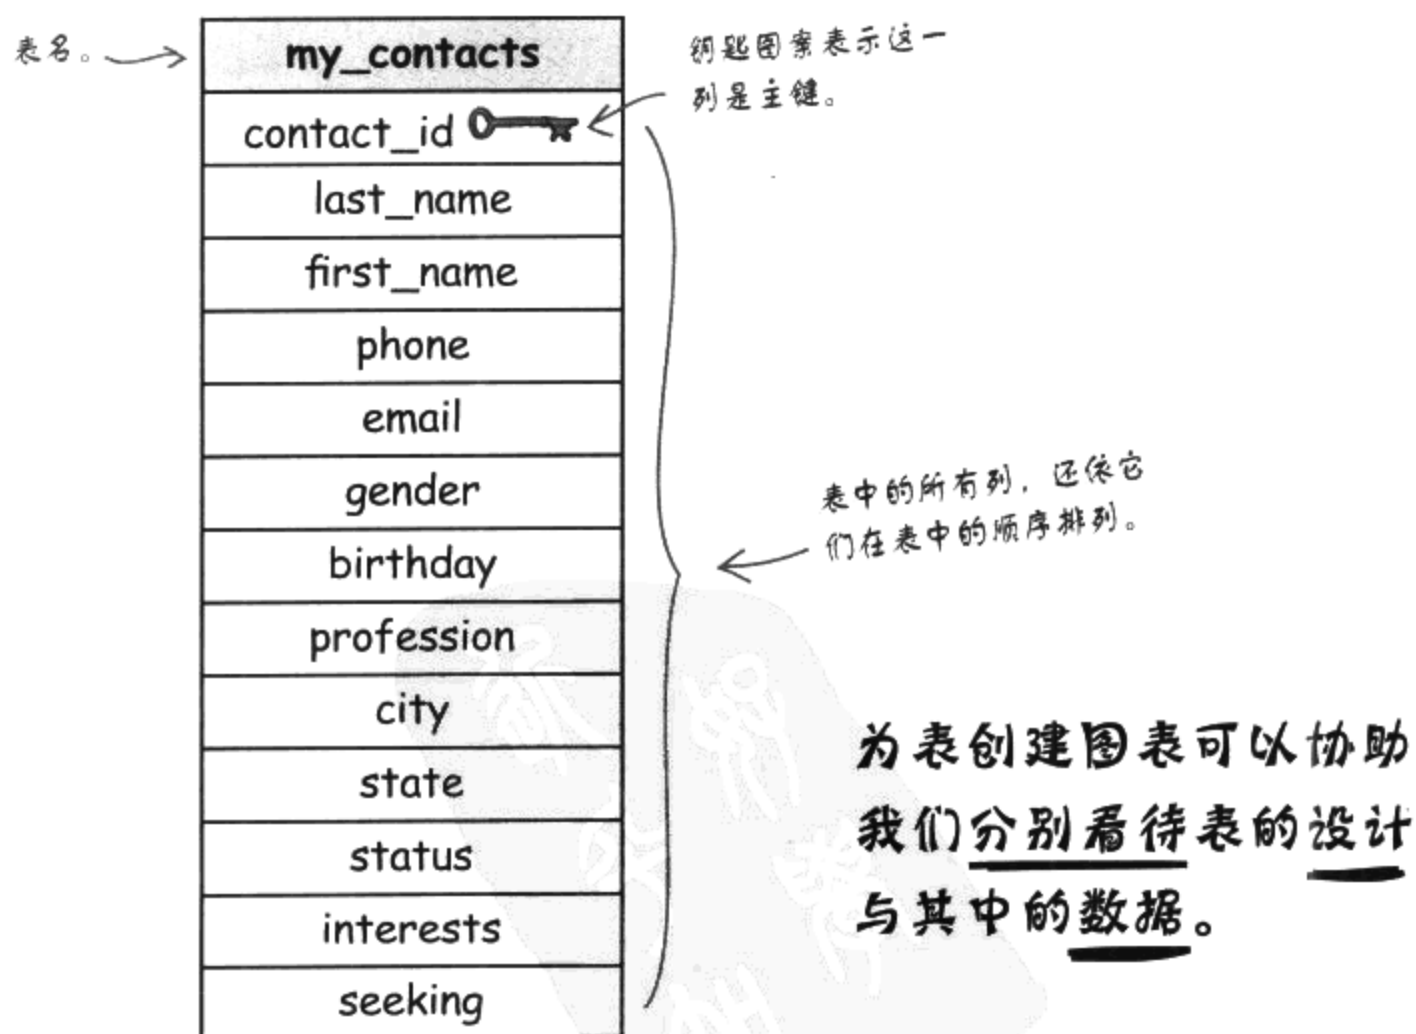 表名。
my_contacts
钥匙图案表示这一
列是主键。
contact_id
last_name
first_name
phone
email
gender
表中的所有列，还依它
们在表中的顺序排列。
birthday
profession
city
为表创建图表可以协助
state
我们分别看待表的设计
status
与其中的数据。
interests
seeking